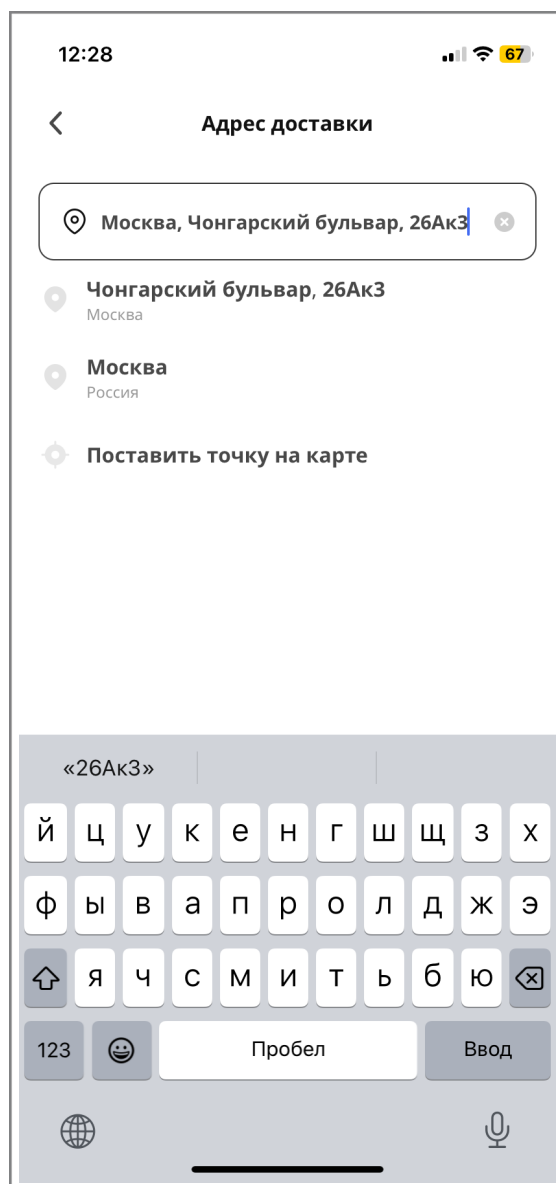 12:28
67
Адрес доставки
Москва, Чонгарский бульвар, 26Ак3
Чонгарский бульвар, 26Ак3
Москва
Москва
Россия
Поставить точку на карте
«26Ак3»
й ц у к е н г ш щ з х
ф ы в а п р о л д ж э
я ч с м и т ь б ю
123 Пробел Ввод